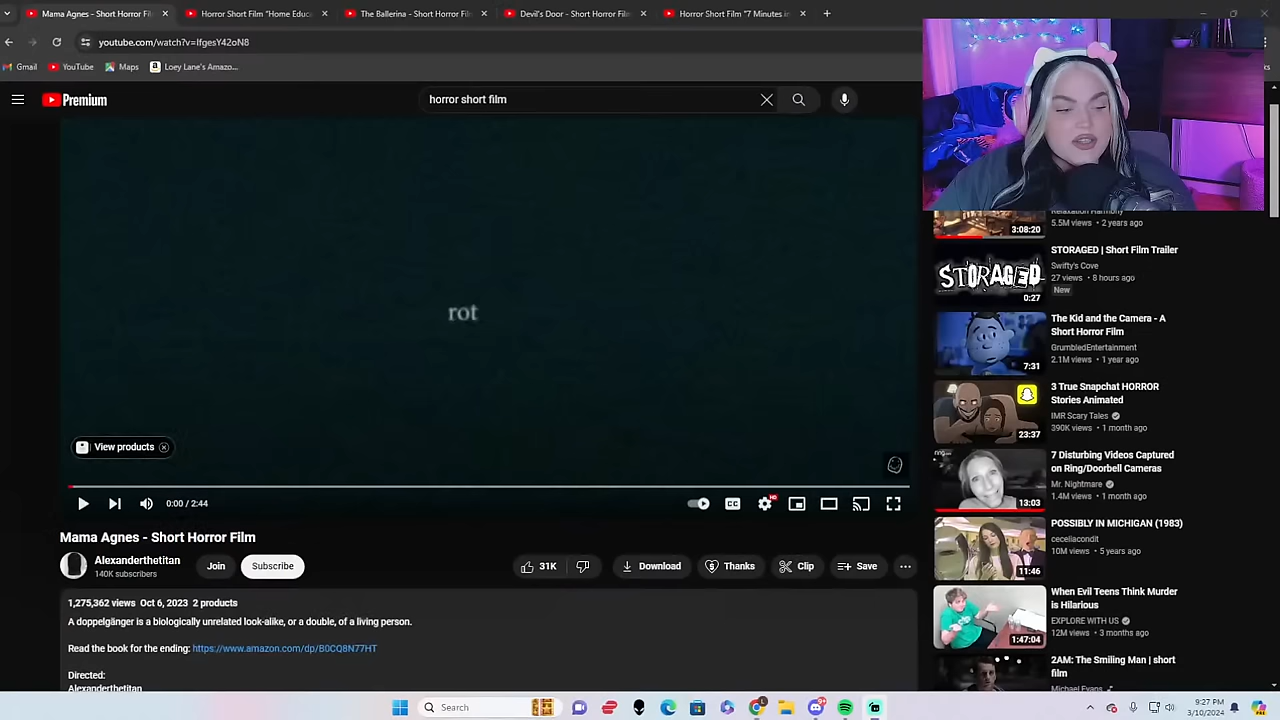 Mama Agnes - Short Horror Fil
Horror Short Film "Home Educ
The Ballerina - Short Horror Fi
Devil's Door - Short Horror Film
Horror short Film "7 Minutes in
youtube.com/watch?v=lfgesY42oN8
Gmail
YouTube
Maps
Loey Lane's Amazo...
Premium
horror short film
rot
View products
0:00 / 2:44
CC
HD
Mama Agnes - Short Horror Film
Alexanderthetitan
140K subscribers
Join
Subscribe
31K
Download
Thanks
Clip
Save
1,275,362 views Oct 6, 2023 2 products
A doppelgänger is a biologically unrelated look-alike, or a double, of a living person.
Read the book for the ending: https://www.amazon.com/dp/B0CQ8N77HT
Directed:
Alexanderthetitan
Relaxation Harmony
5.5M views • 2 years ago
3:08:20
STORAGED
0:27
STORAGED | Short Film Trailer
Swifty's Cove
27 views • 8 hours ago
New
7:31
The Kid and the Camera - A
Short Horror Film
GrumbledEntertainment
2.1M views • 1 year ago
23:37
3 True Snapchat HORROR
Stories Animated
IMR Scary Tales
390K views • 1 month ago
ring
13:03
7 Disturbing Videos Captured
on Ring/Doorbell Cameras
Mr. Nightmare
1.4M views • 1 month ago
11:46
POSSIBLY IN MICHIGAN (1983)
ceceliacondit
10M views • 5 years ago
1:47:04
When Evil Teens Think Murder
is Hilarious
EXPLORE WITH US
12M views • 3 months ago
2AM: The Smiling Man | short
film
Michael Evans
Search
9:27 PM
3/10/2024